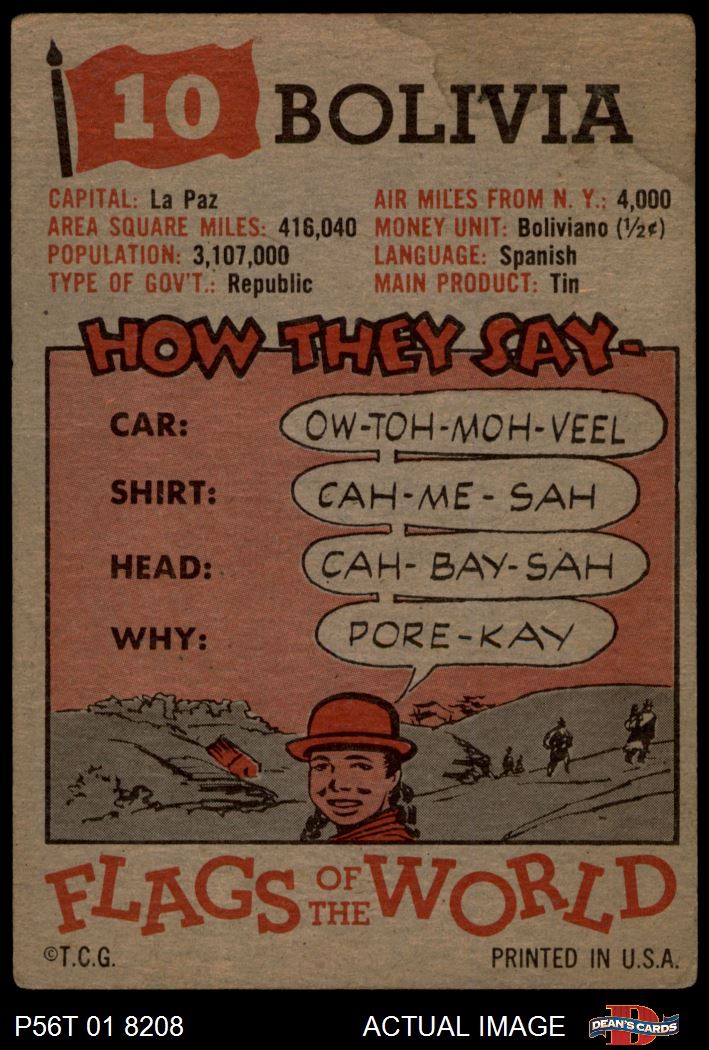 10 BOLIVIA
CAPITAL: La Paz
AREA SQUARE MILES: 416,040
POPULATION: 3,107,000
TYPE OF GOV'T.: Republic
AIR MILES FROM N. Y.: 4,000
MONEY UNIT: Boliviano (½¢)
LANGUAGE: Spanish
MAIN PRODUCT: Tin
HOW THEY SAY-
CAR: OW-TOH-MOH-VEEL
SHIRT: CAH-ME-SAH
HEAD: CAH-BAY-SAH
WHY: PORE-KAY
FLAGS OF THE WORLD
©T.C.G. PRINTED IN U.S.A.
P56T 01 8208 ACTUAL IMAGE D DEAN'S CARDS